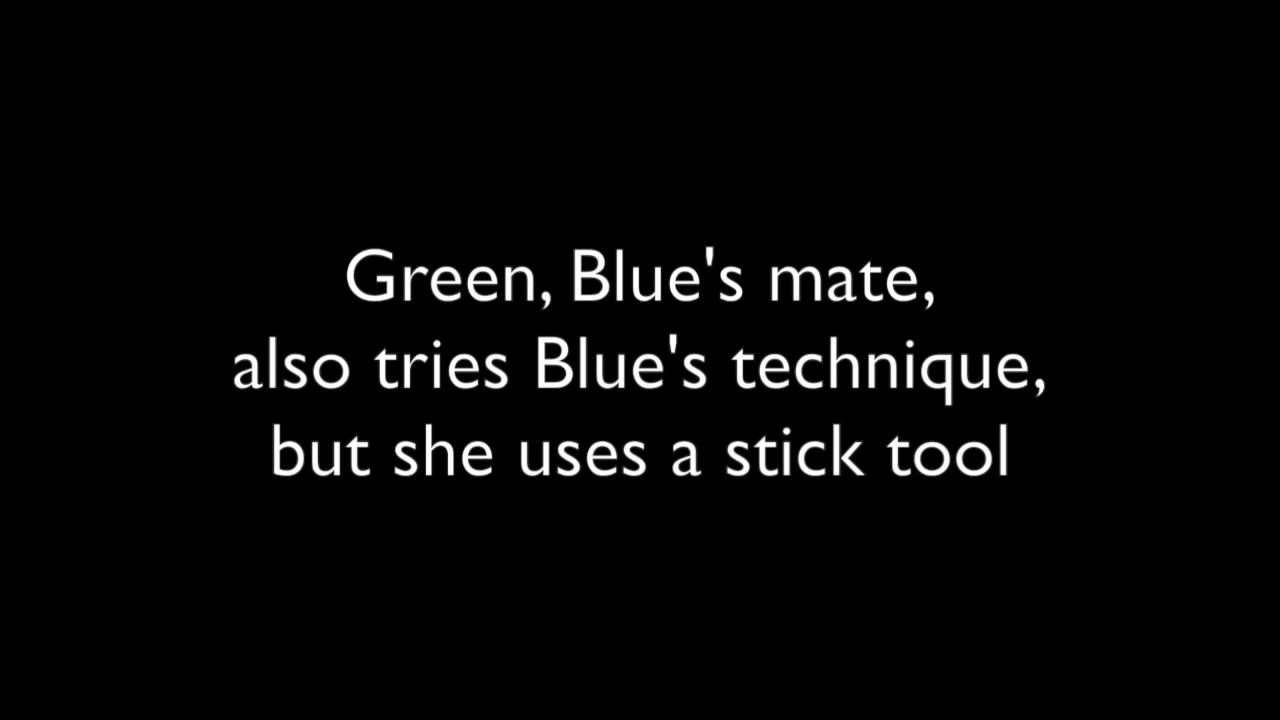 Green, Blue's mate,
also tries Blue's technique,
but she uses a stick tool